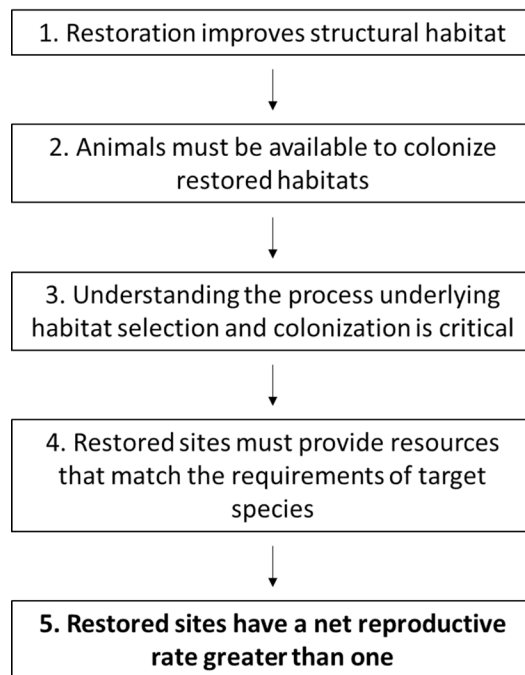 1. Restoration improves structural habitat
2. Animals must be available to colonize
restored habitats
3. Understanding the process underlying
habitat selection and colonization is critical
4. Restored sites must provide resources
that match the requirements of target
species
5. Restored sites have a net reproductive
rate greater than one